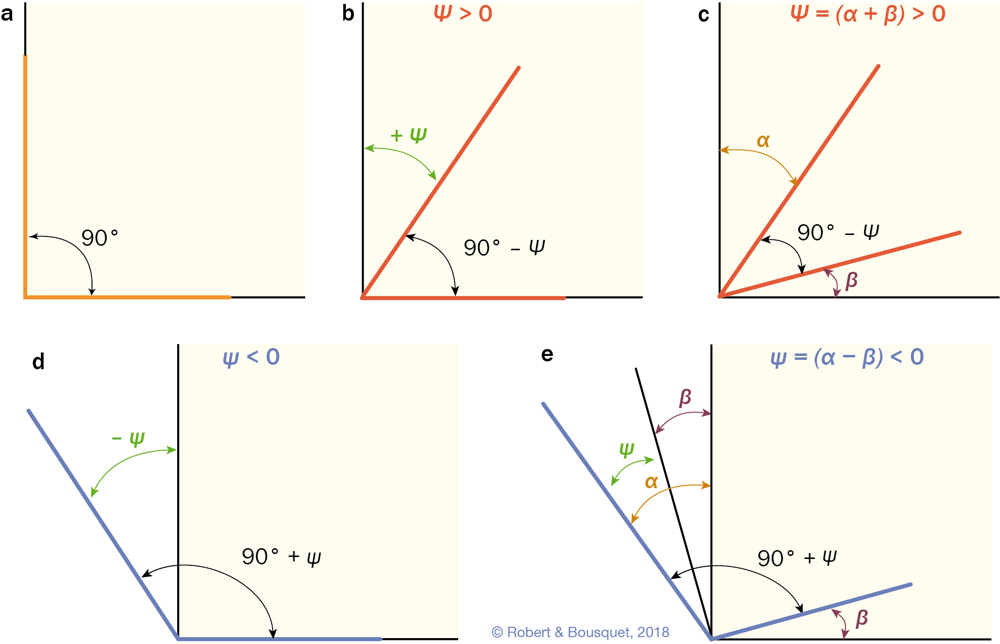 a
90°
b
Ψ > 0
+ Ψ
90° – Ψ
c
Ψ = (α + β) > 0
α
90° – Ψ
β
d
ψ < 0
– ψ
90° + ψ
e
ψ = (α – β) < 0
β
ψ
α
90° + Ψ
β
© Robert & Bousquet, 2018